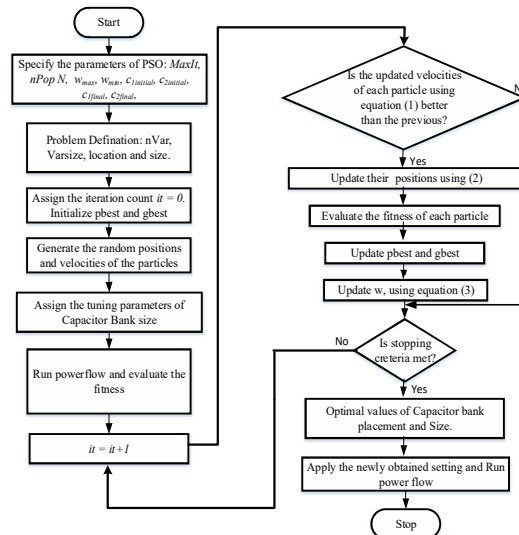 Start
Specify the parameters of PSO: MaxIt,
nPop N, wmax, wmin, c1initial, c2initial,
c1final, c2final,
Problem Defination: nVar,
Varsize, location and size.
Assign the iteration count it = 0.
Initialize pbest and gbest
Generate the random positions
and velocities of the particles
Assign the tuning parameters of
Capacitor Bank size
Run powerflow and evaluate the
fitness
it = it+1
Is the updated velocities
of each particle using
equation (1) better
than the previous?
Yes
Update their positions using (2)
Evaluate the fitness of each particle
Update pbest and gbest
Update w, using equation (3)
No
Is stopping
creteria met?
Yes
Optimal values of Capacitor bank
placement and Size.
Apply the newly obtained setting and Run
power flow
Stop